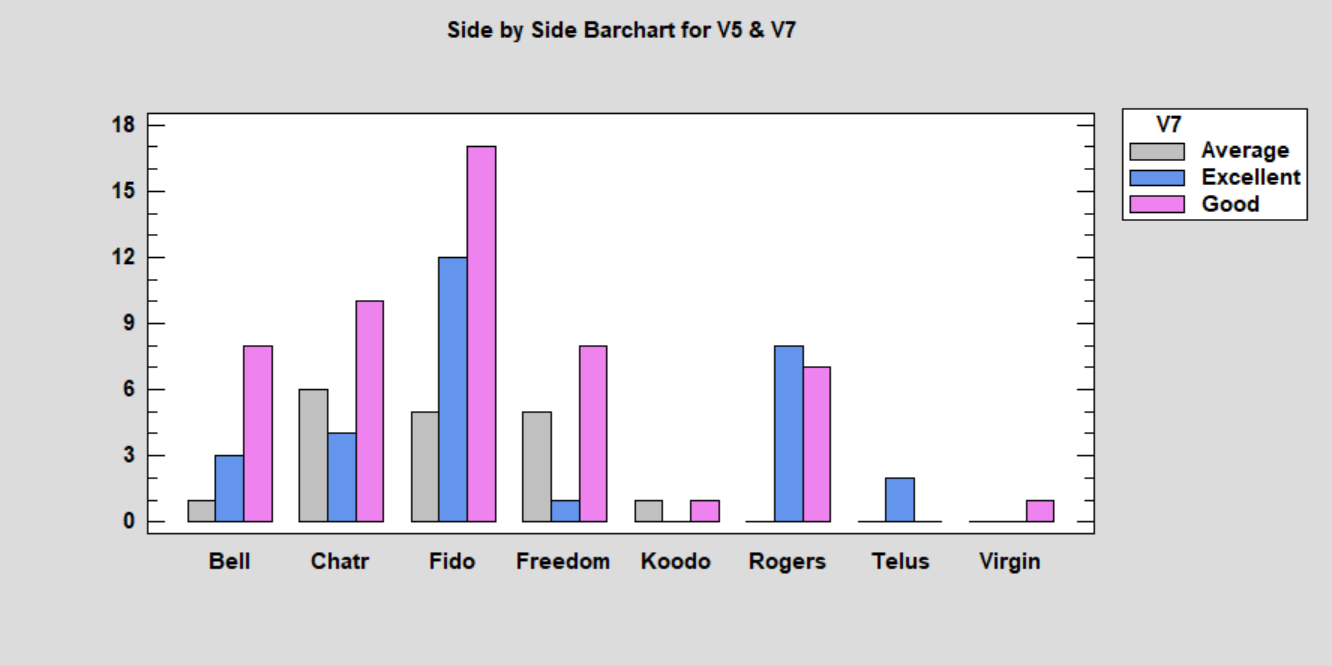 Side by Side Barchart for V5 & V7
V7
Average
Excellent
Good
18
15
12
9
6
3
0
Bell Chatr Fido Freedom Koodo Rogers Telus Virgin